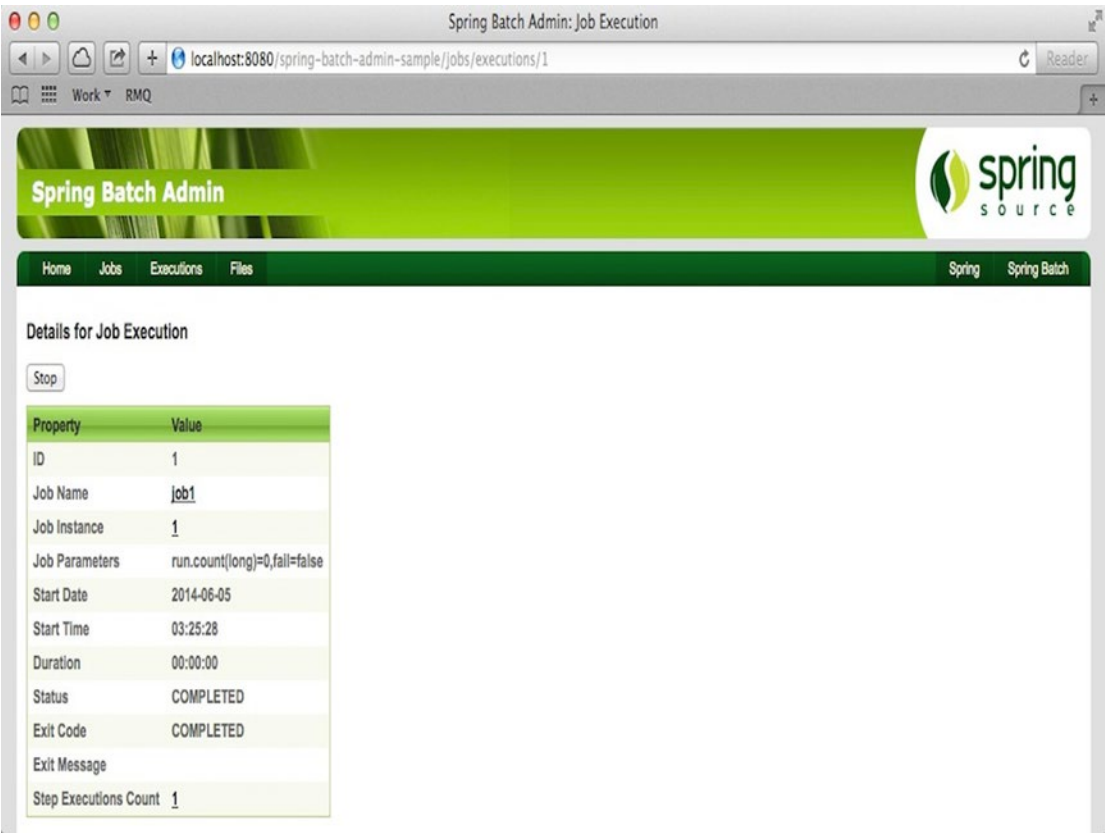 Spring Batch Admin: Job Execution
localhost:8080/spring-batch-admin-sample/jobs/executions/1 Reader
Work RMQ
Spring Batch Admin
spring
source
Home Jobs Executions Files Spring Spring Batch
Details for Job Execution
Stop
Property Value
ID 1
Job Name job1
Job Instance 1
Job Parameters run.count(long)=0,fail=false
Start Date 2014-06-05
Start Time 03:25:28
Duration 00:00:00
Status COMPLETED
Exit Code COMPLETED
Exit Message
Step Executions Count 1